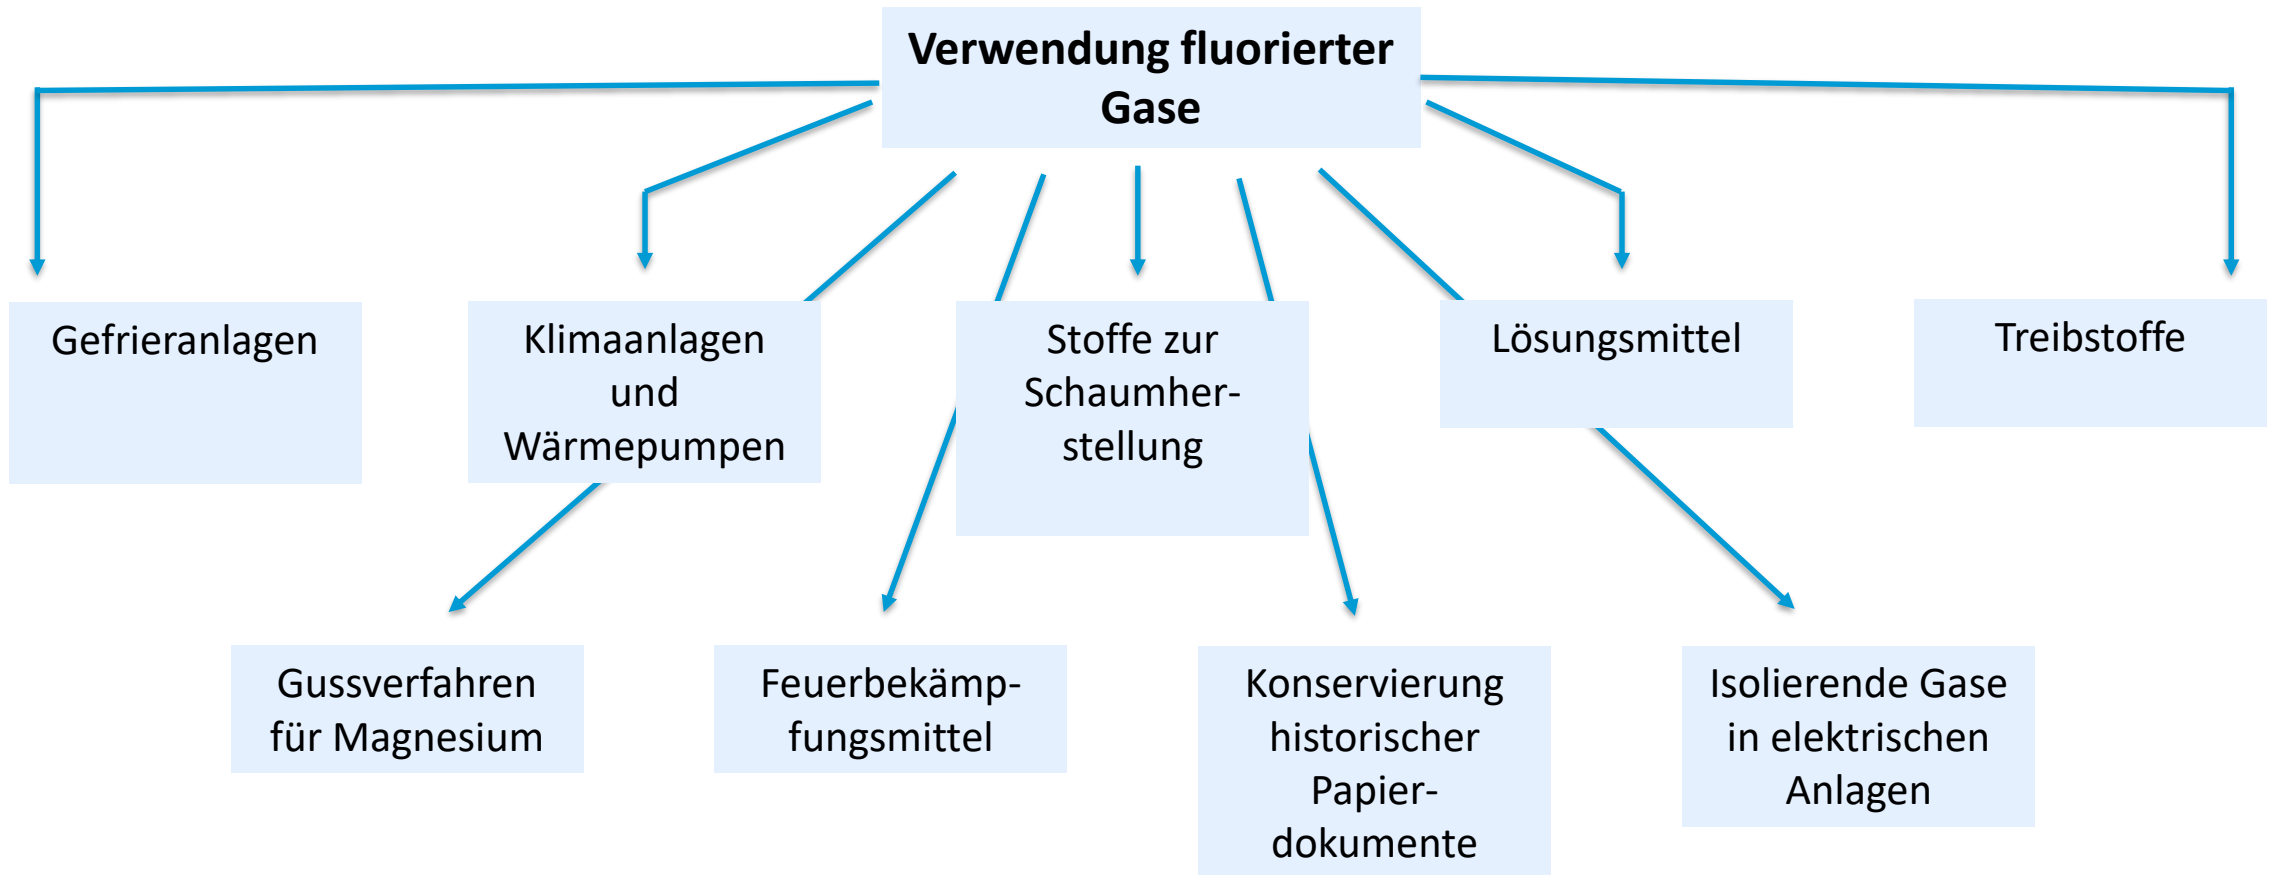 Verwendung fluorierter
Gase
Gefrieranlagen
Klimaanlagen
und
Wärmepumpen
Stoffe zur
Schaumher-
stellung
Lösungsmittel
Treibstoffe
Gussverfahren
für Magnesium
Feuerbekämp-
fungsmittel
Konservierung
historischer
Papier-
dokumente
Isolierende Gase
in elektrischen
Anlagen